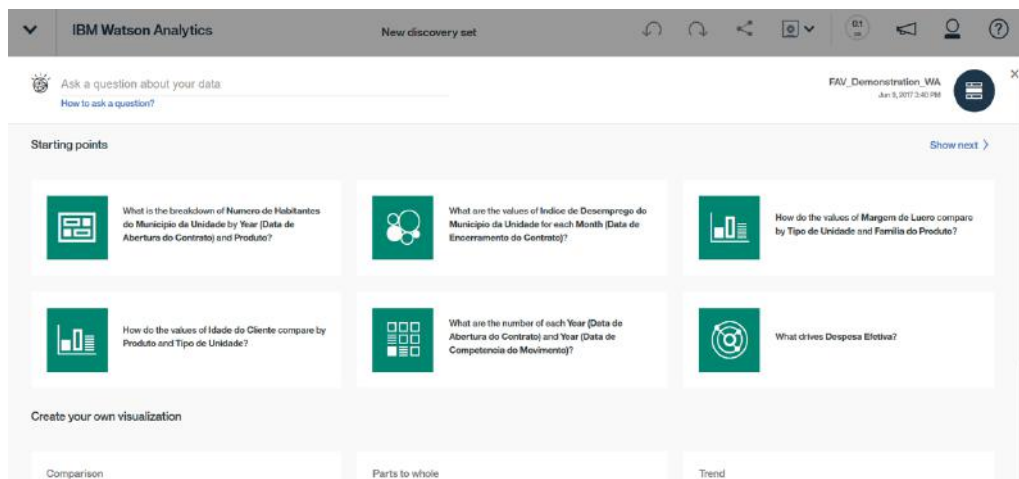 IBM Watson Analytics
New discovery set
Ask a question about your data
How to ask a question?
FAV_Demonstration_WA
Jun 9, 2017 3:40 PM
Starting points
Show next
What is the breakdown of Numero de Habitantes
do Municipio da Unidade by Year (Data de
Abertura do Contrato) and Produto?
What are the values of Indice de Desemprego do
Municipio da Unidade for each Month (Data de
Encerramento do Contrato)?
How do the values of Margem de Luero compare
by Tipo de Unidade and Familia do Produto?
How do the values of Idade do Cliente compare by
Produto and Tipo de Unidade?
What are the number of each Year (Data de
Abertura do Contrato) and Year (Data de
Competencia do Movimento)?
What drives Despesa Efetiva?
Create your own visualization
Comparison
Parts to whole
Trend